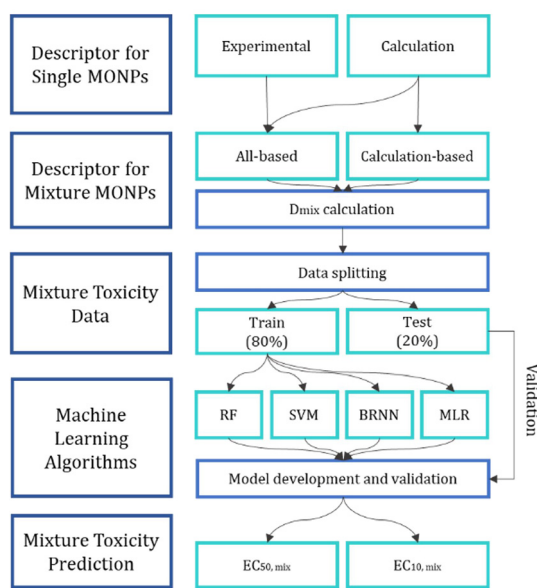 Descriptor for
Single MONPs
Experimental
Calculation
Descriptor for
Mixture MONPs
All-based
Calculation-based
Dmix calculation
Data splitting
Mixture Toxicity
Data
Train
(80%)
Test
(20%)
Validation
Machine
Learning
Algorithms
RF
SVM
BRNN
MLR
Model development and validation
Mixture Toxicity
Prediction
EC50, mix
EC10, mix